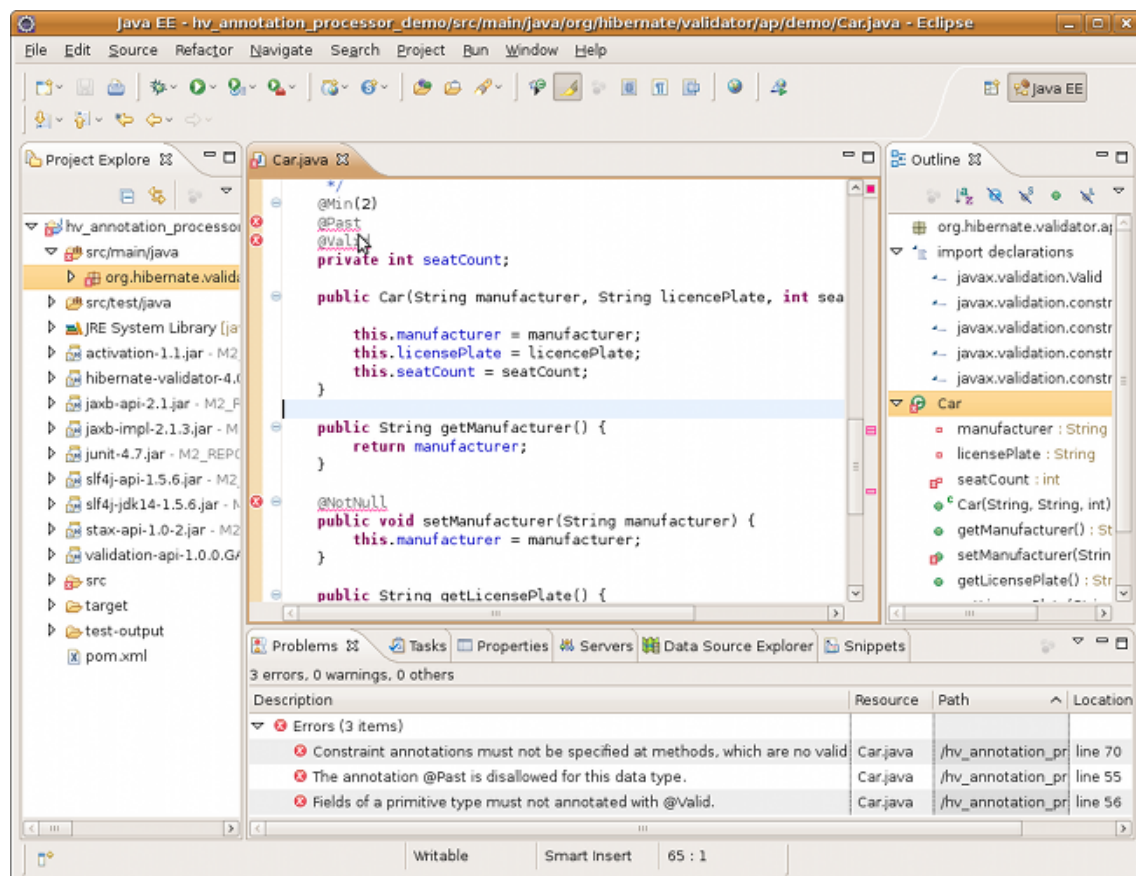 Java EE - hv_annotation_processor_demo/src/main/java/org/hibernate/validator/ap/demo/Car.java - Eclipse
File Edit Source Refactor Navigate Search Project Run Window Help
Java EE
Project Explore
hv_annotation_processo
src/main/java
org.hibernate.valid
src/test/java
JRE System Library [ja
activation-1.1.jar - M2_
hibernate-validator-4.
jaxb-api-2.1.jar - M2_
jaxb-impl-2.1.3.jar - M
junit-4.7.jar - M2_REP
slf4j-api-1.5.6.jar - M2_
slf4j-jdk14-1.5.6.jar - M
stax-api-1.0-2.jar - M2
validation-api-1.0.0.GA
src
target
test-output
pom.xml
Car.java
*/
@Min(2)
@Past
@Vali
private int seatCount;
public Car(String manufacturer, String licencePlate, int sea
this.manufacturer = manufacturer;
this.licensePlate = licencePlate;
this.seatCount = seatCount;
}
public String getManufacturer() {
return manufacturer;
}
@NotNull
public void setManufacturer(String manufacturer) {
this.manufacturer = manufacturer;
}
public String getLicensePlate() {
Outline
org.hibernate.validator.a
import declarations
javax.validation.Valid
javax.validation.constr
javax.validation.constr
javax.validation.constr
javax.validation.constr
Car
manufacturer : String
licensePlate : String
seatCount : int
Car(String, String, int)
getManufacturer() : St
setManufacturer(Strin
getLicensePlate() : Str
Problems Tasks Properties Servers Data Source Explorer Snippets
3 errors, 0 warnings, 0 others
Description Resource Path Location
Errors (3 items)
Constraint annotations must not be specified at methods, which are no valid Car.java /hv_annotation_pr line 70
The annotation @Past is disallowed for this data type. Car.java /hv_annotation_pr line 55
Fields of a primitive type must not annotated with @Valid. Car.java /hv_annotation_pr line 56
Writable Smart Insert 65 : 1